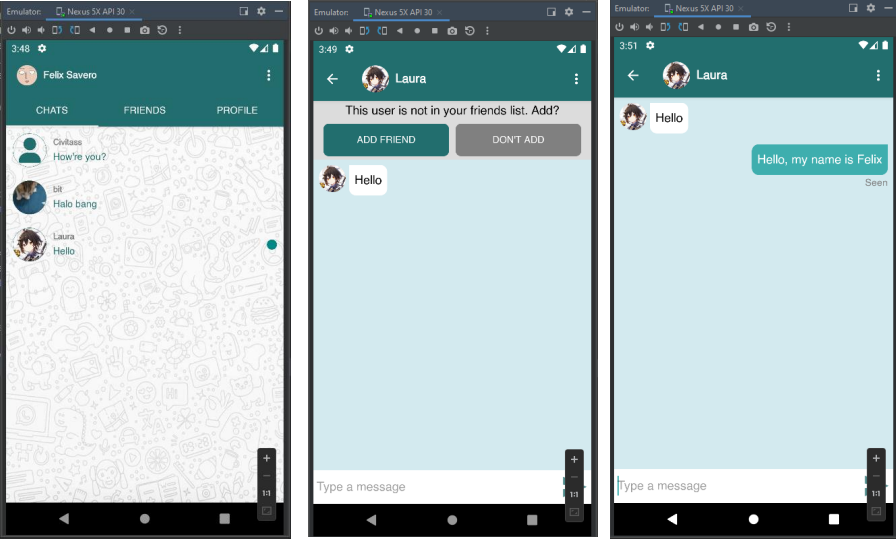 Emulator: Nexus 5X API 30
3:48
Felix Savero
CHATS FRIENDS PROFILE
Civitass
How're you?
bit
Halo bang
Laura
Hello
1:1
Emulator: Nexus 5X API 30
3:49
Laura
This user is not in your friends list. Add?
ADD FRIEND DON'T ADD
Hello
Type a message
1:1
Emulator: Nexus 5X API 30
3:51
Laura
Hello
Hello, my name is Felix
Seen
Type a message
1:1